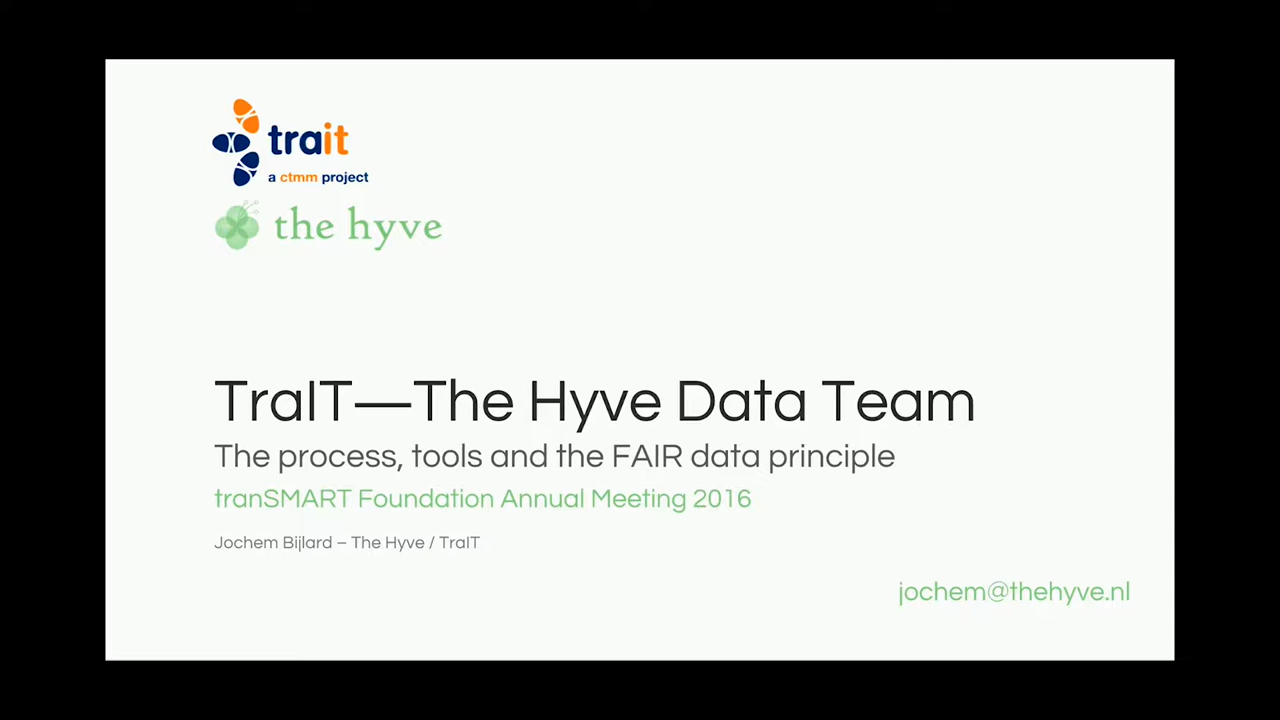 trait
a ctmm project
the hyve
TraIT—The Hyve Data Team
The process, tools and the FAIR data principle
tranSMART Foundation Annual Meeting 2016
Jochem Bijlard – The Hyve / TraIT
jochem@thehyve.nl